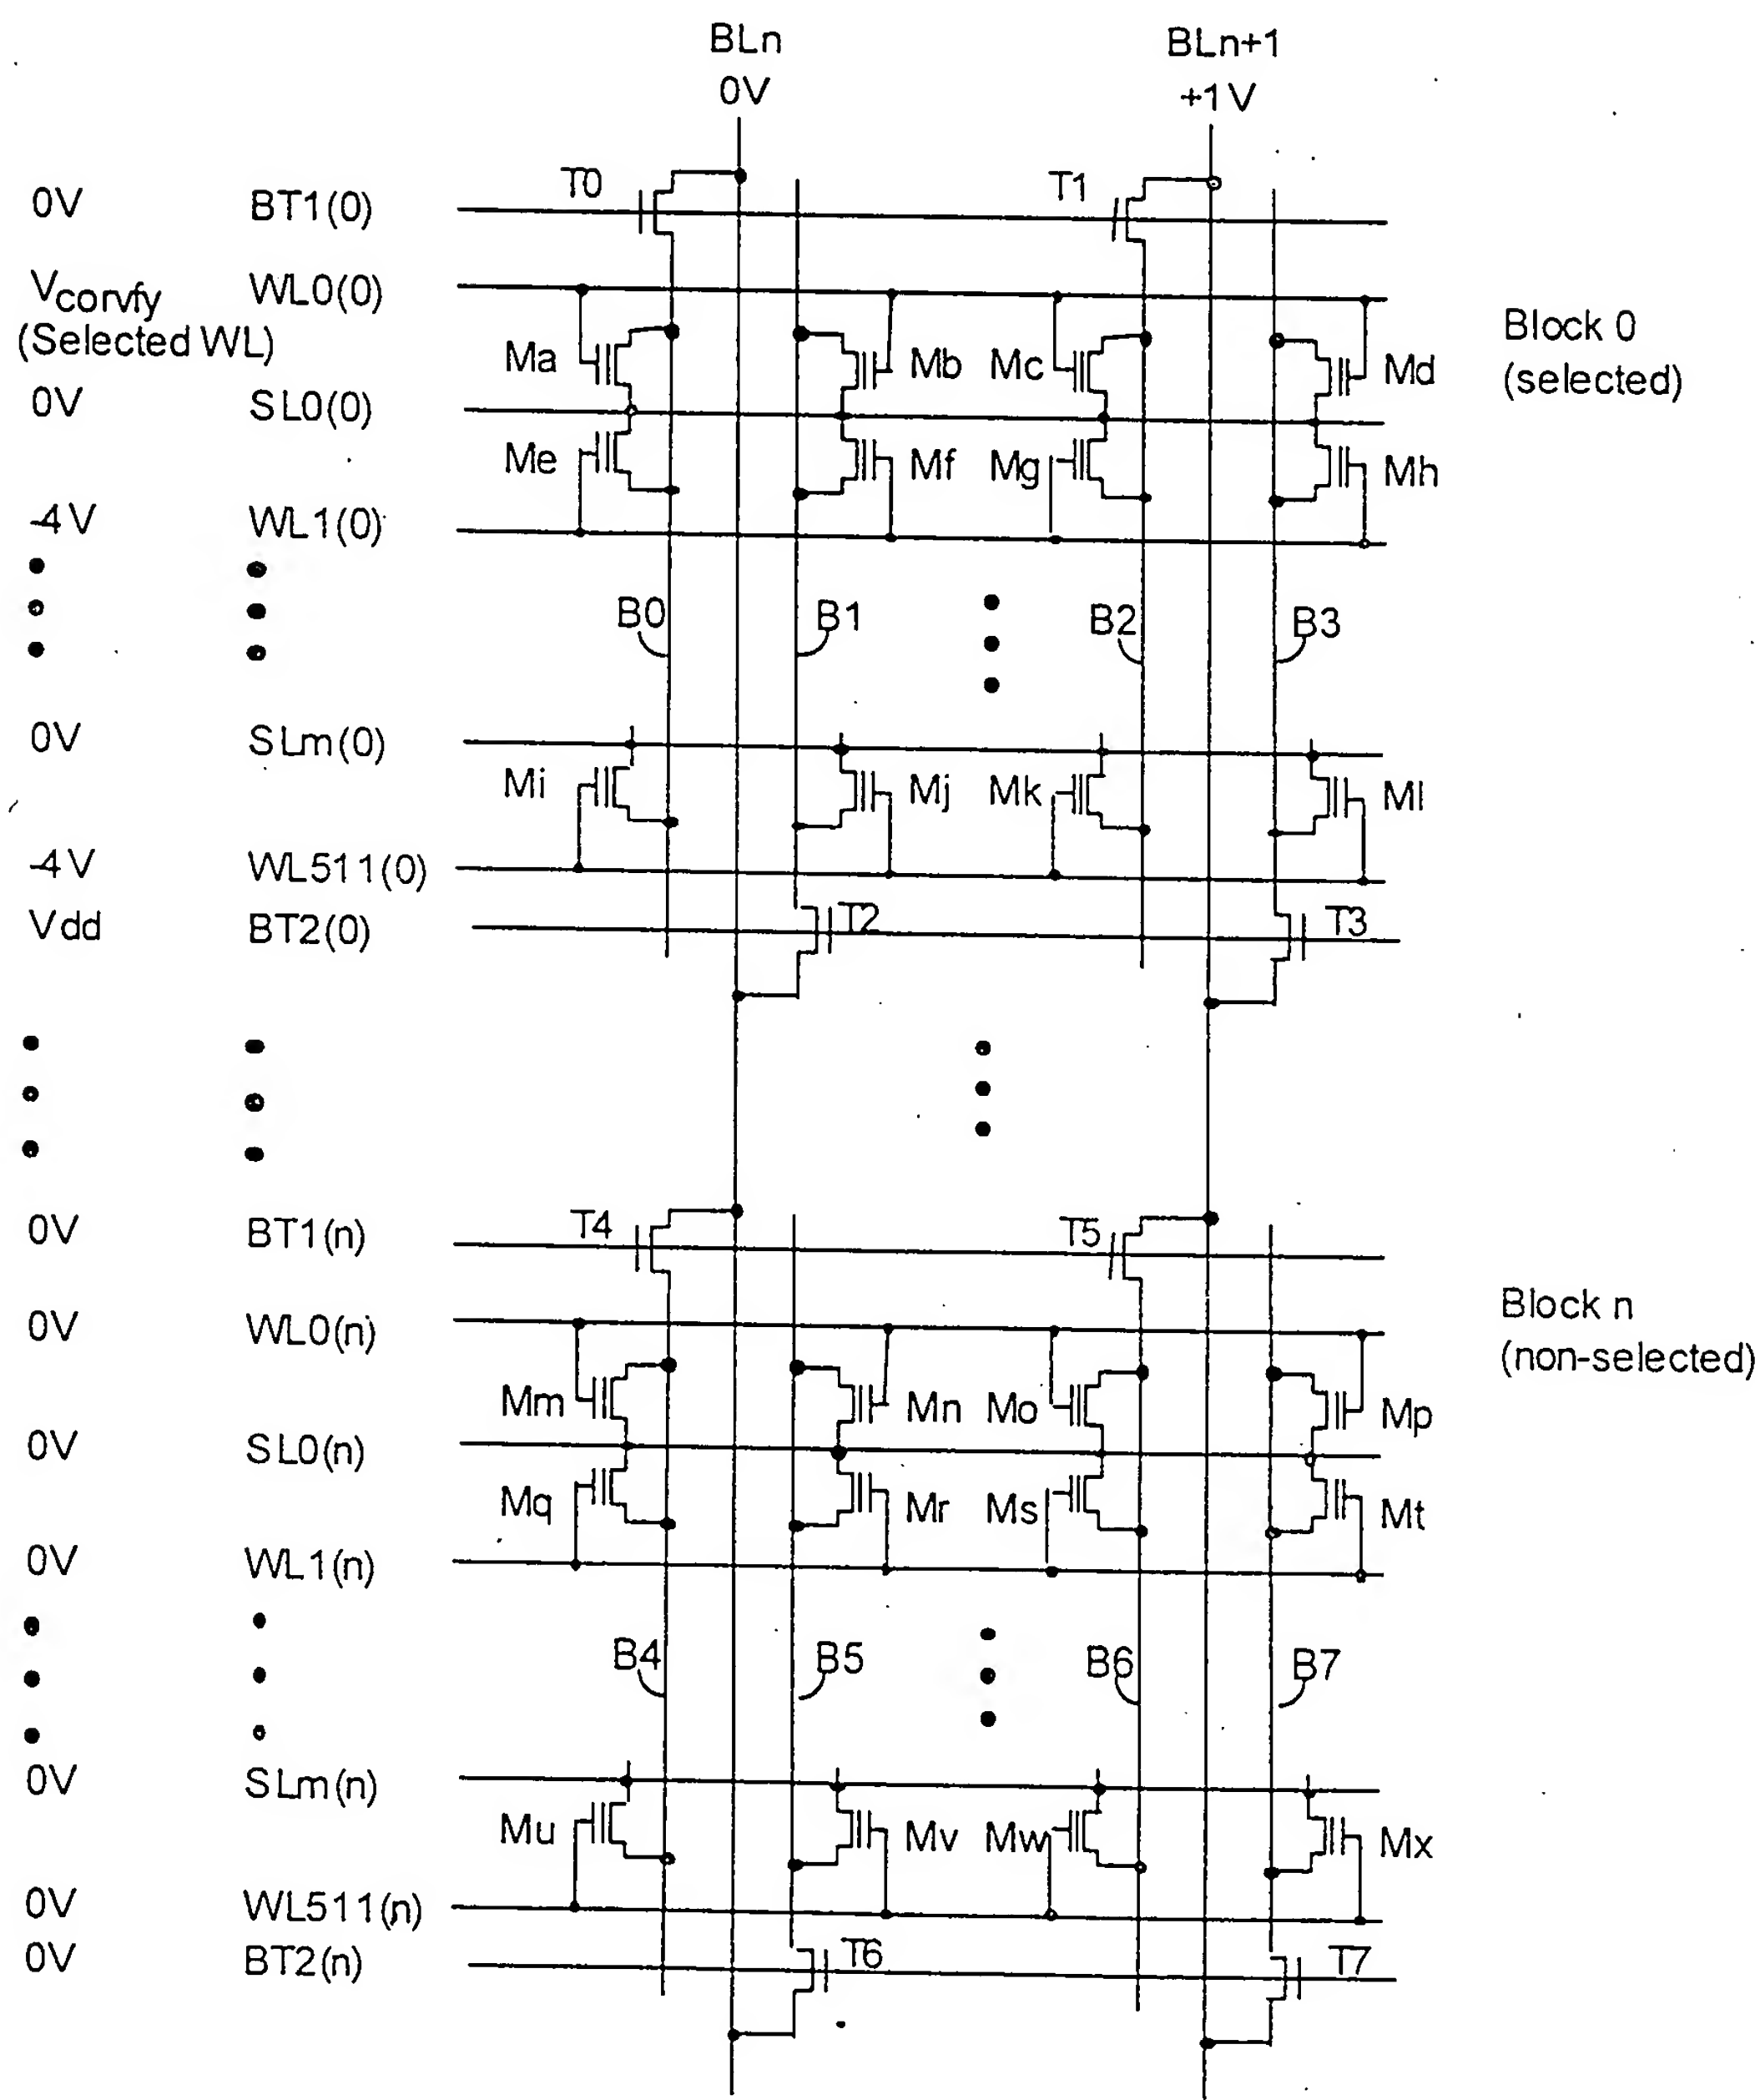 BLn BLn+1
0V +1V
T0 T1
0V BT1(0)
Vcorvfy WL0(0)
(Selected WL)
Block 0
(selected)
Ma Mb Mc Md
0V SL0(0)
Me Mf Mg Mh
-4V WL1(0)
B0 B1 B2 B3
0V SLm(0)
Mi Mj Mk Ml
-4V WL511(0)
Vdd BT2(0) T2 T3
T4 T5
0V BT1(n)
Block n
(non-selected)
0V WL0(n)
Mm Mn Mo Mp
0V SL0(n)
Mq Mr Ms Mt
0V WL1(n)
B4 B5 B6 B7
0V SLm(n)
Mu Mv Mw Mx
0V WL511(n)
0V BT2(n) T6 T7